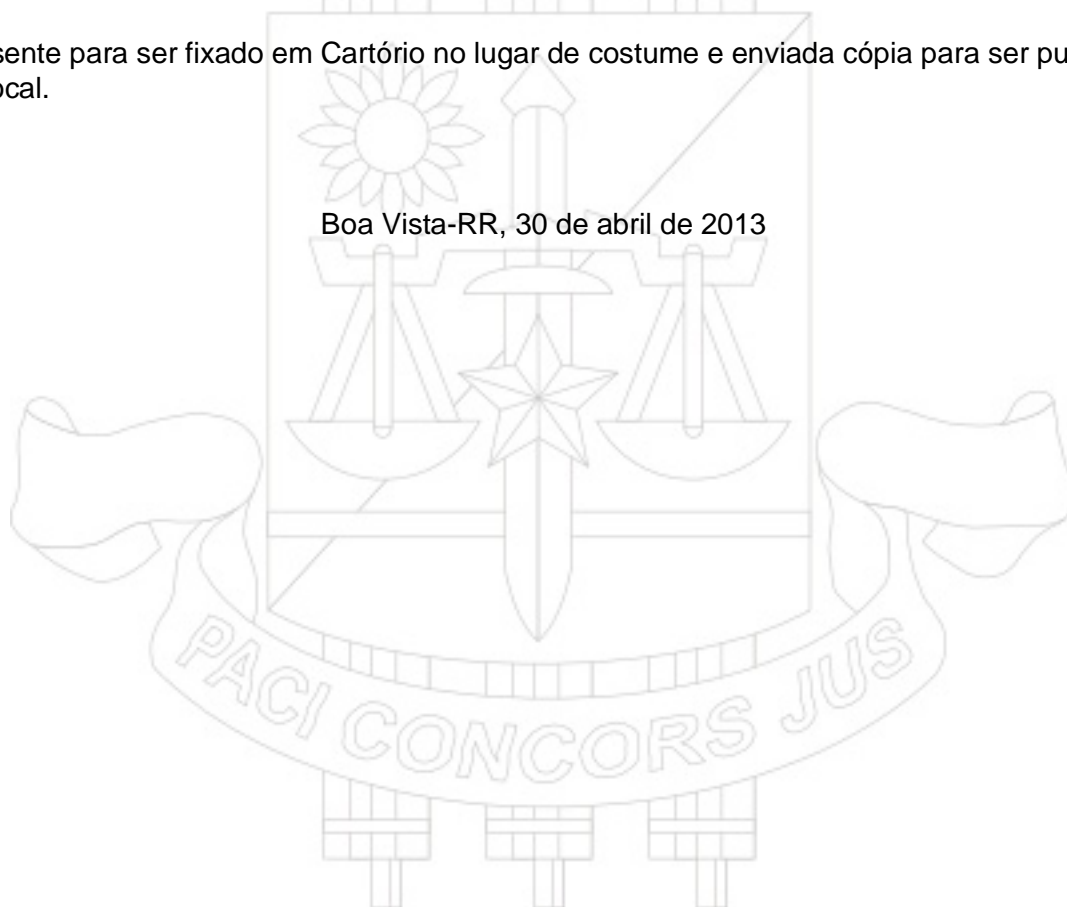 sente para ser fixado em Cartório no lugar de costume e enviada cópia para ser pu
ocal.
Boa Vista-RR, 30 de abril de 2013
PACI CONCORS JUS